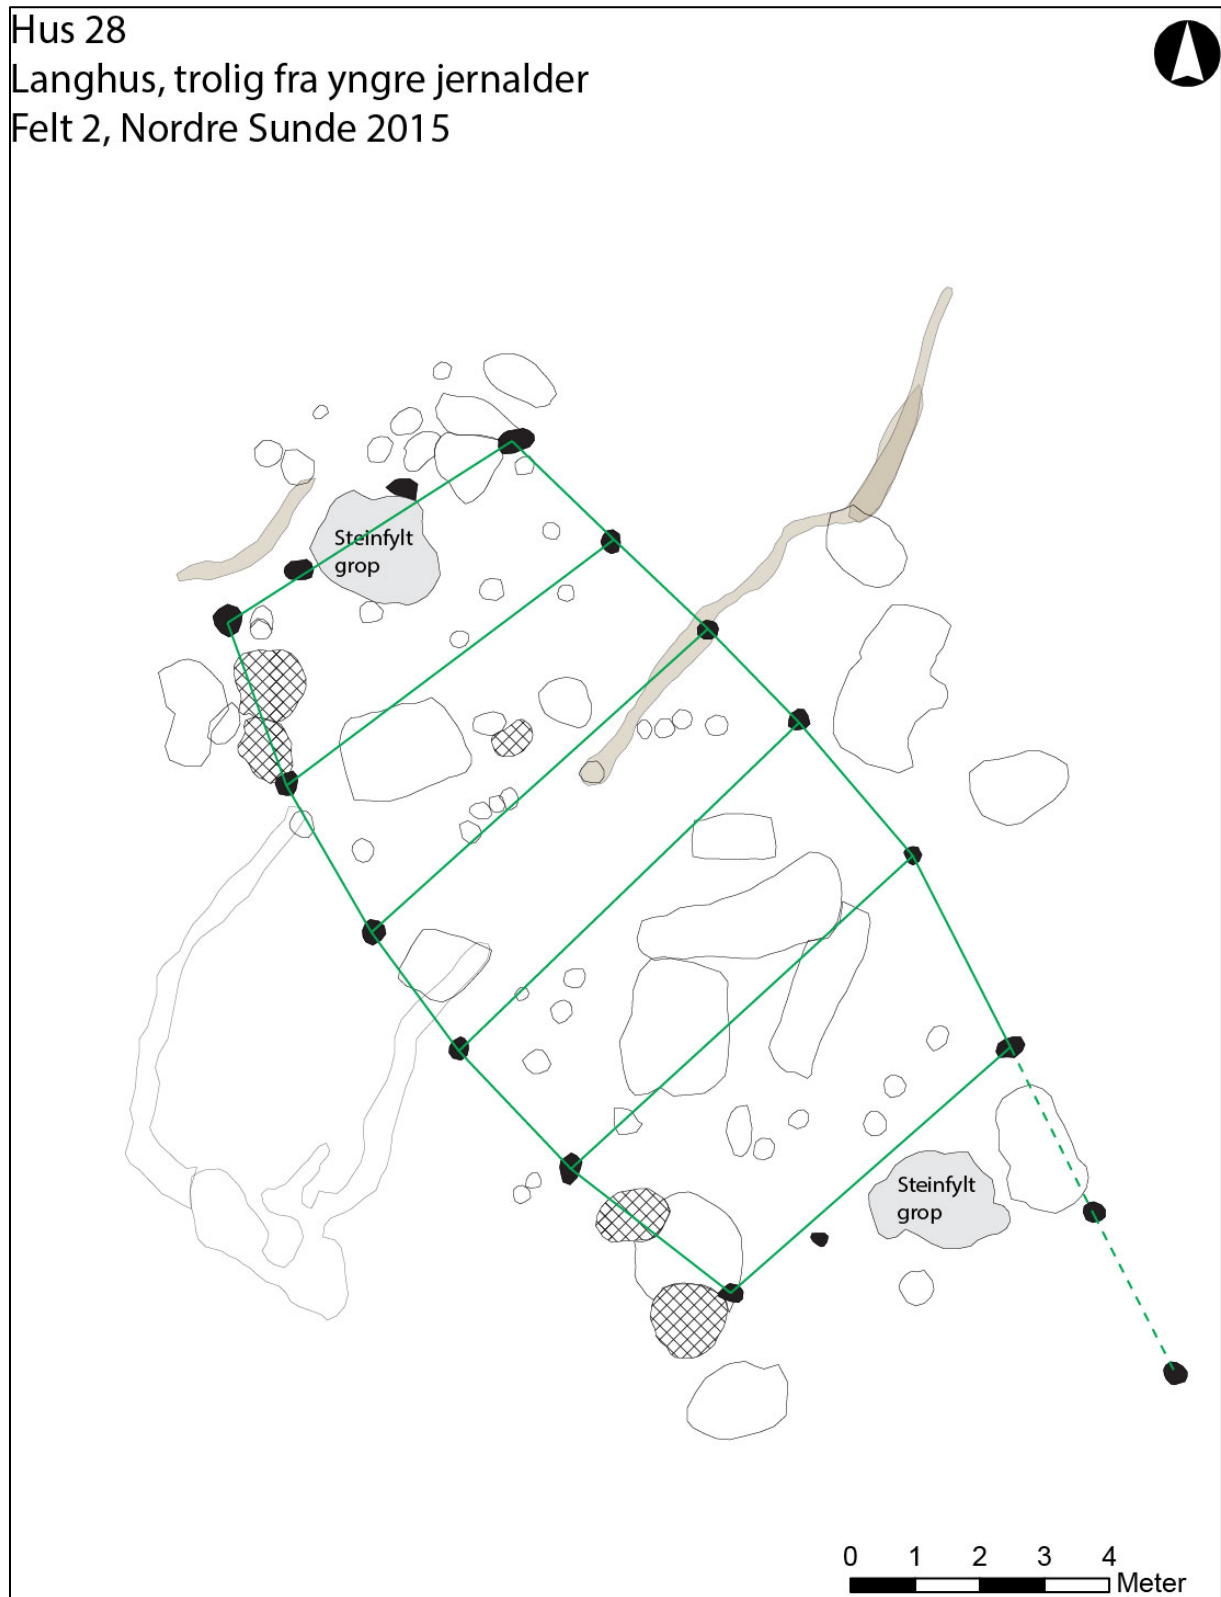 Hus 28
Langhus, trolig fra yngre jernalder
Felt 2, Nordre Sunde 2015
Steinfylt
grop
Steinfylt
grop
0 1 2 3 4
Meter